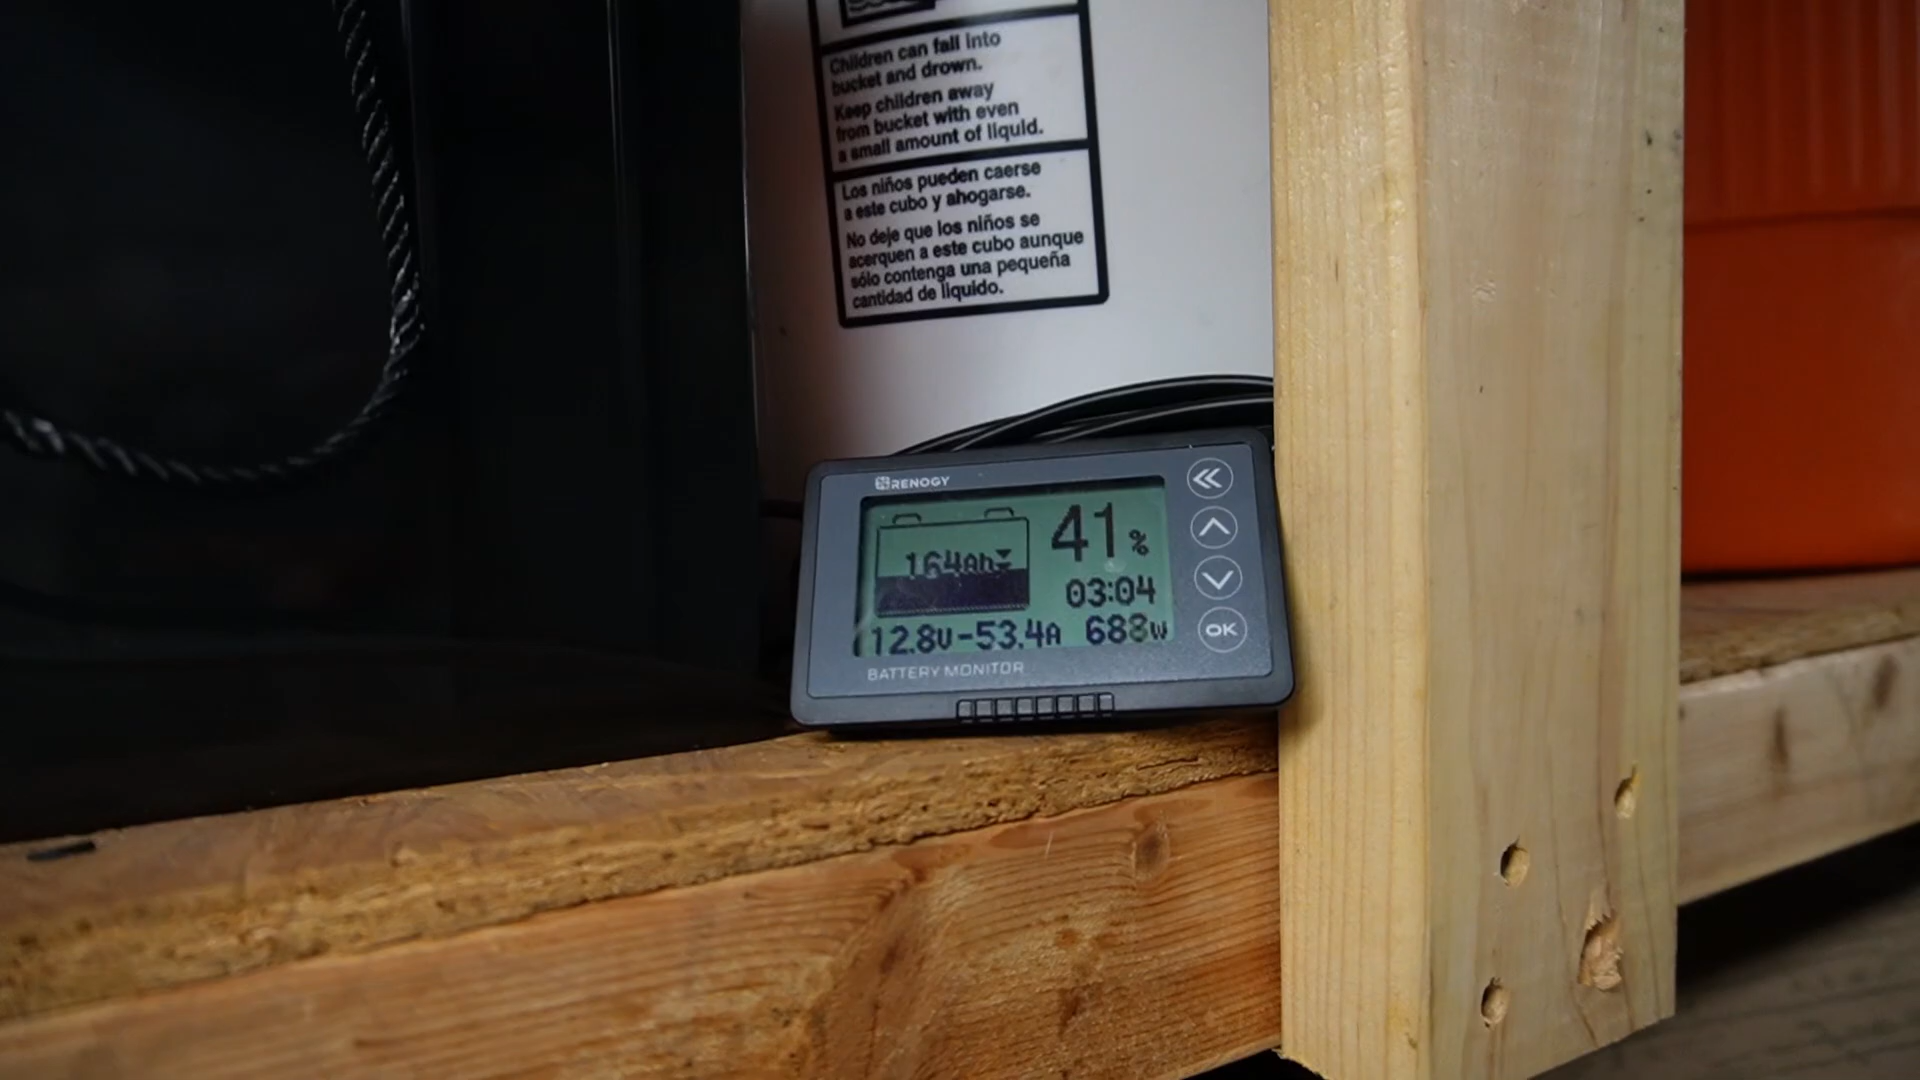 Children can fall into
bucket and drown.
Keep children away
from bucket with even
a small amount of liquid.
Los niños pueden caerse
a este cubo y ahogarse.
No deje que los niños se
acerquen a este cubo aunque
sólo contenga una pequeña
cantidad de liquido.
RENOGY
41%
164Ah
03:04
12.8V -53.4A 688W
BATTERY MONITOR
OK